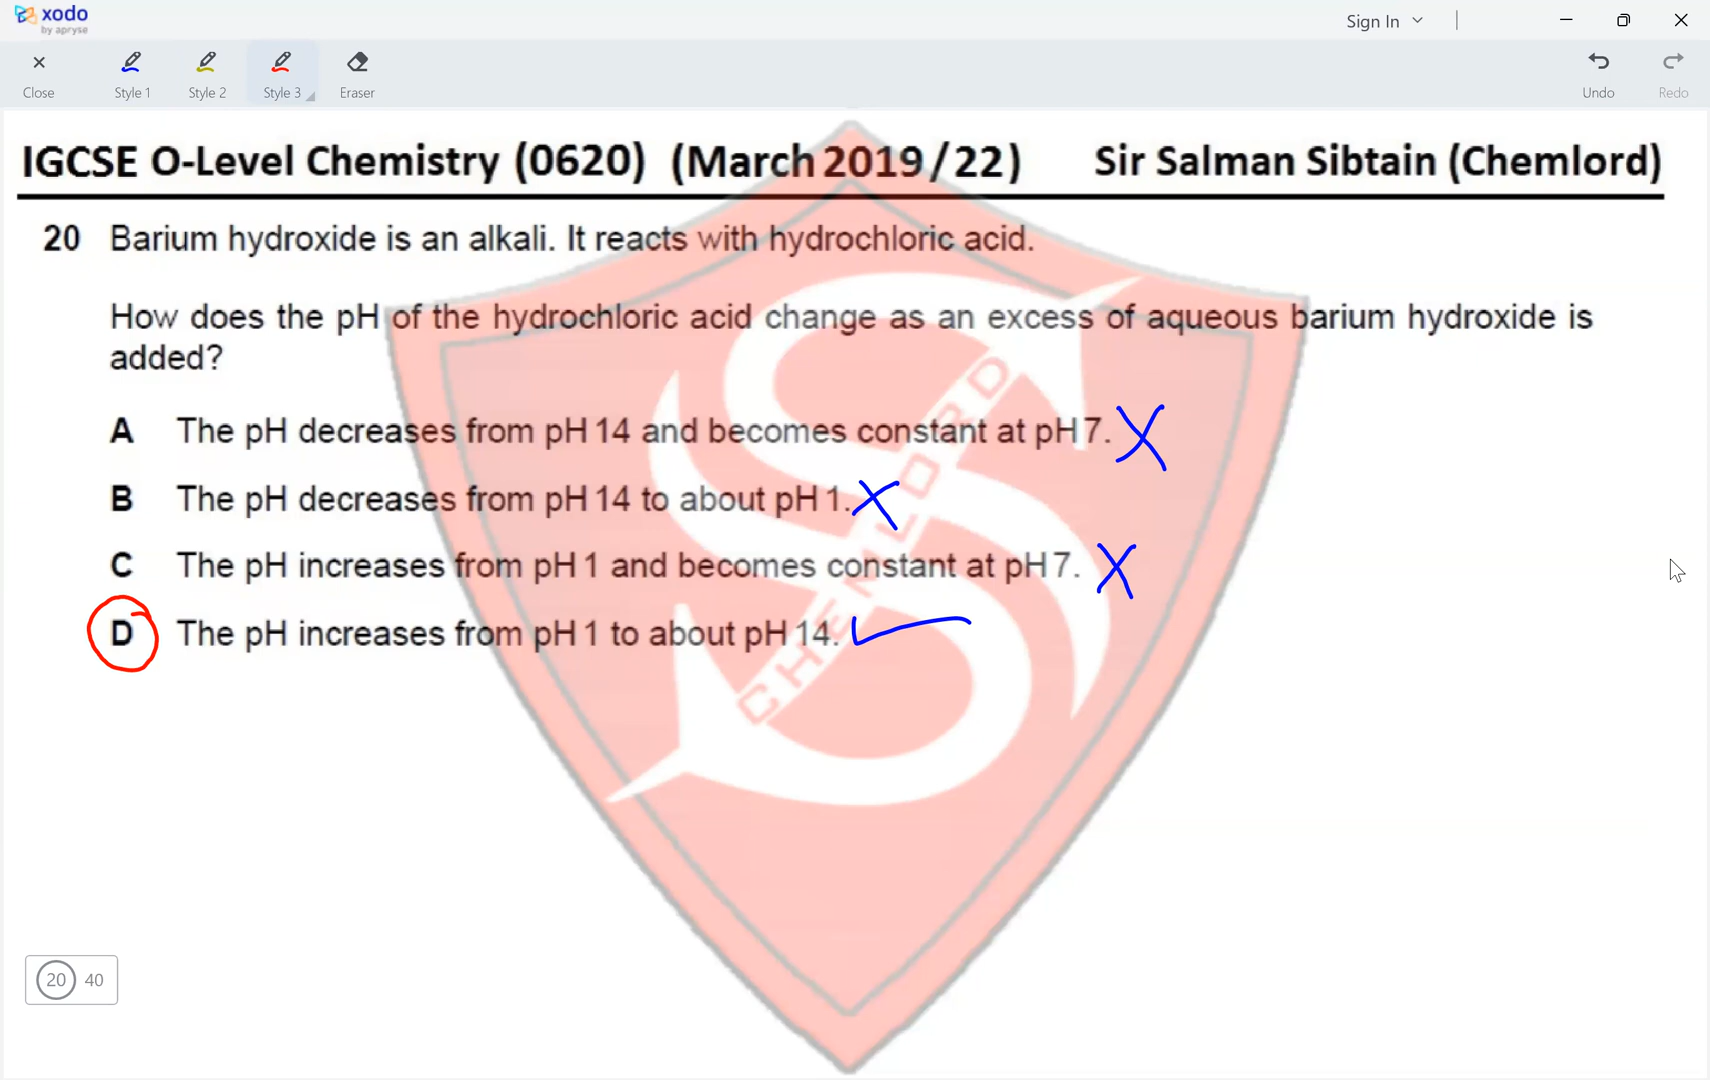 xodo
by apryse
Sign In
Close
Style 1
Style 2
Style 3
Eraser
Undo
Redo
IGCSE O-Level Chemistry (0620) (March 2019/22) Sir Salman Sibtain (Chemlord)
20 Barium hydroxide is an alkali. It reacts with hydrochloric acid.
How does the pH of the hydrochloric acid change as an excess of aqueous barium hydroxide is
added?
A The pH decreases from pH 14 and becomes constant at pH 7.
B The pH decreases from pH 14 to about pH 1.
C The pH increases from pH 1 and becomes constant at pH 7.
D The pH increases from pH 1 to about pH 14.
CHEMLORD
20 40